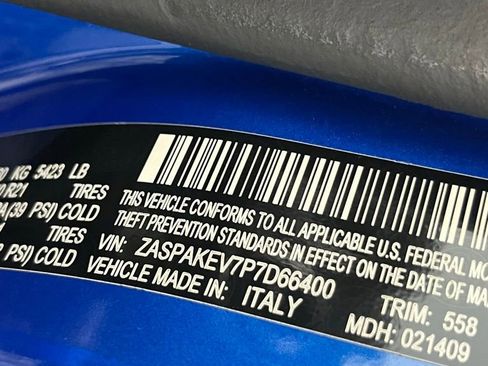 KG 5423 LB
R21 TIRES
(39 PSI) COLD
TIRES
PSI) COLD
THIS VEHICLE CONFORMS TO ALL APPLICABLE U.S. FEDERAL
THEFT PREVENTION STANDARDS IN EFFECT ON THE DATE OF
VIN: ZASPAKEV7P7D66400
VEHICLE MADE IN: ITALY
TRIM: 558
MDH: 021409